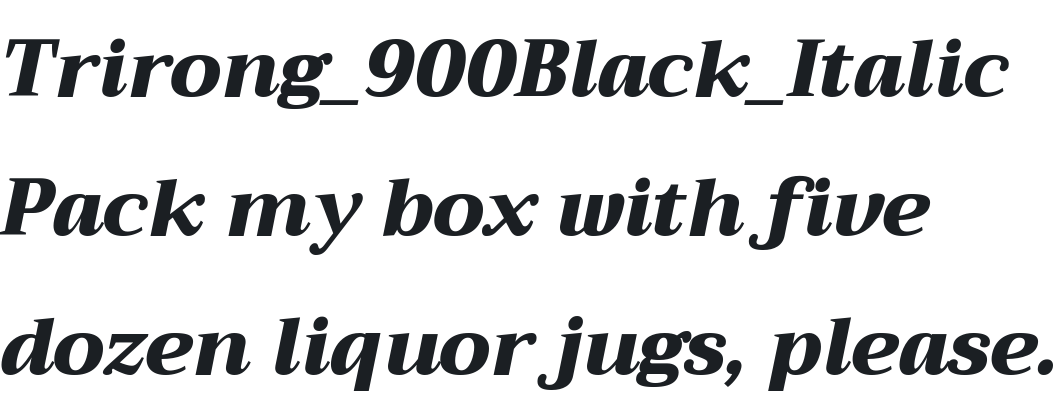 Trirong_900Black_Italic
Pack my box with five
dozen liquor jugs, please.